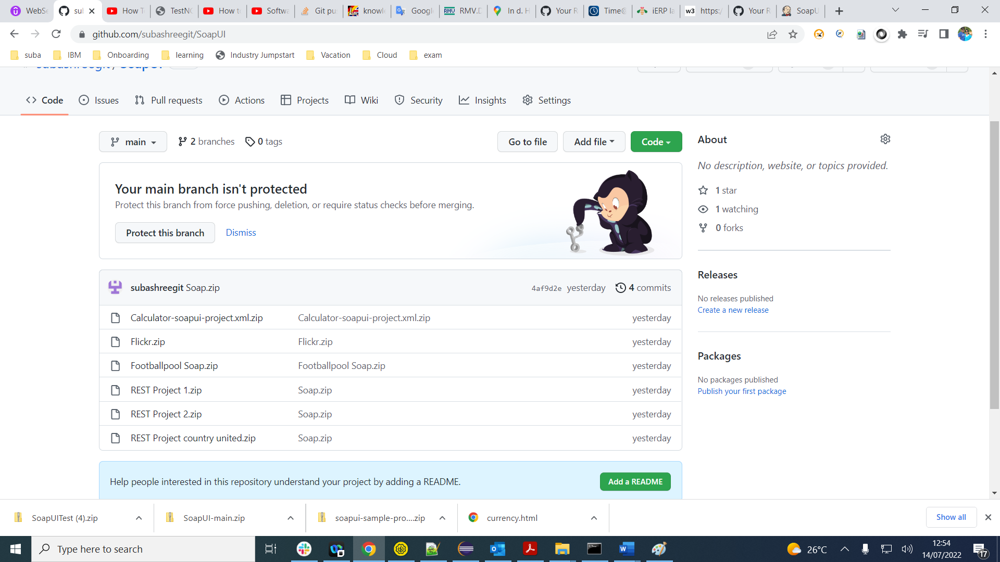 WebSe
sub
How T
TestNG
How to
Softwa
Git pu
knowle
Google
RMV.D
In d. H
Your R
Time@
iERP la
https:/
Your R
SoapU
github.com/subashreegit/SoapUI
suba IBM Onboarding learning Industry Jumpstart Vacation Cloud exam
subashreegit / SoapUI
Code Issues Pull requests Actions Projects Wiki Security Insights Settings
main 2 branches 0 tags Go to file Add file Code
Your main branch isn't protected
Protect this branch from force pushing, deletion, or require status checks before merging.
Protect this branch Dismiss
subashreegit Soap.zip 4af9d2e yesterday 4 commits
Calculator-soapui-project.xml.zip Calculator-soapui-project.xml.zip yesterday
Flickr.zip Flickr.zip yesterday
Footballpool Soap.zip Footballpool Soap.zip yesterday
REST Project 1.zip Soap.zip yesterday
REST Project 2.zip Soap.zip yesterday
REST Project country united.zip Soap.zip yesterday
Help people interested in this repository understand your project by adding a README. Add a README
About
No description, website, or topics provided.
1 star
1 watching
0 forks
Releases
No releases published
Create a new release
Packages
No packages published
Publish your first package
SoapUITest (4).zip SoapUI-main.zip soapui-sample-pro....zip currency.html Show all
Type here to search 26°C 12:54
14/07/2022 17